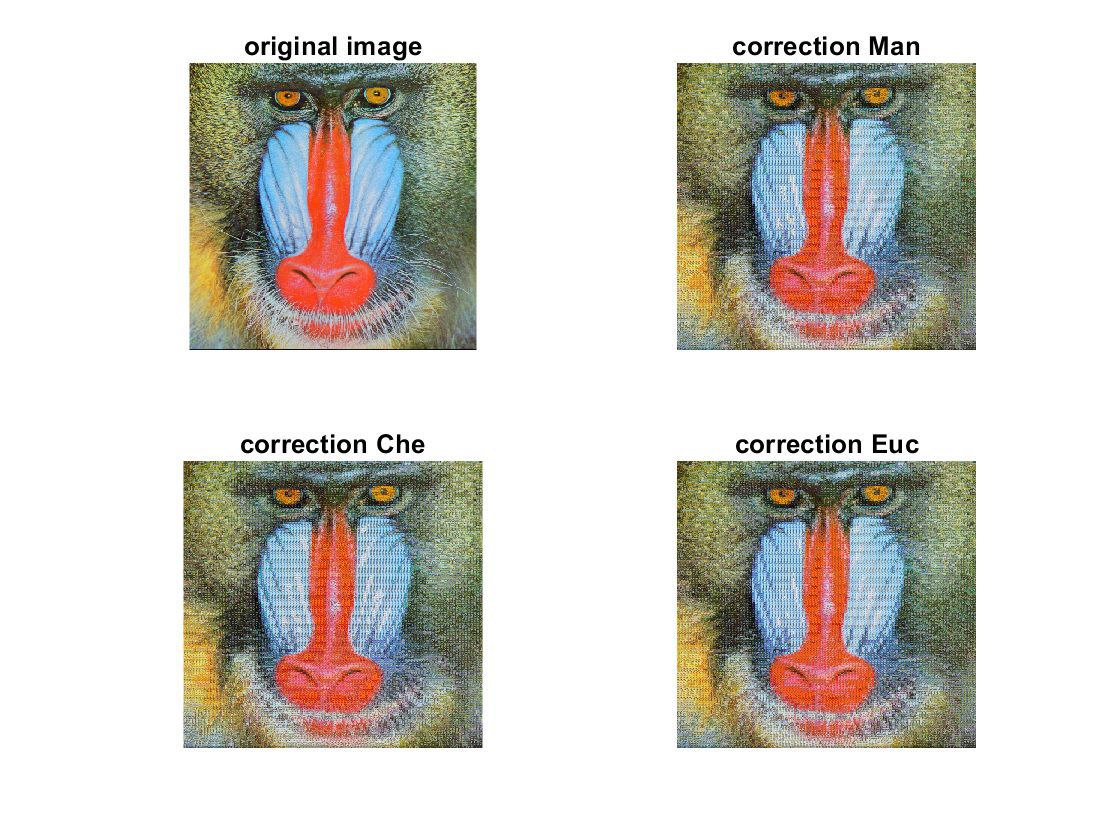 original image
correction Man
correction Che
correction Euc